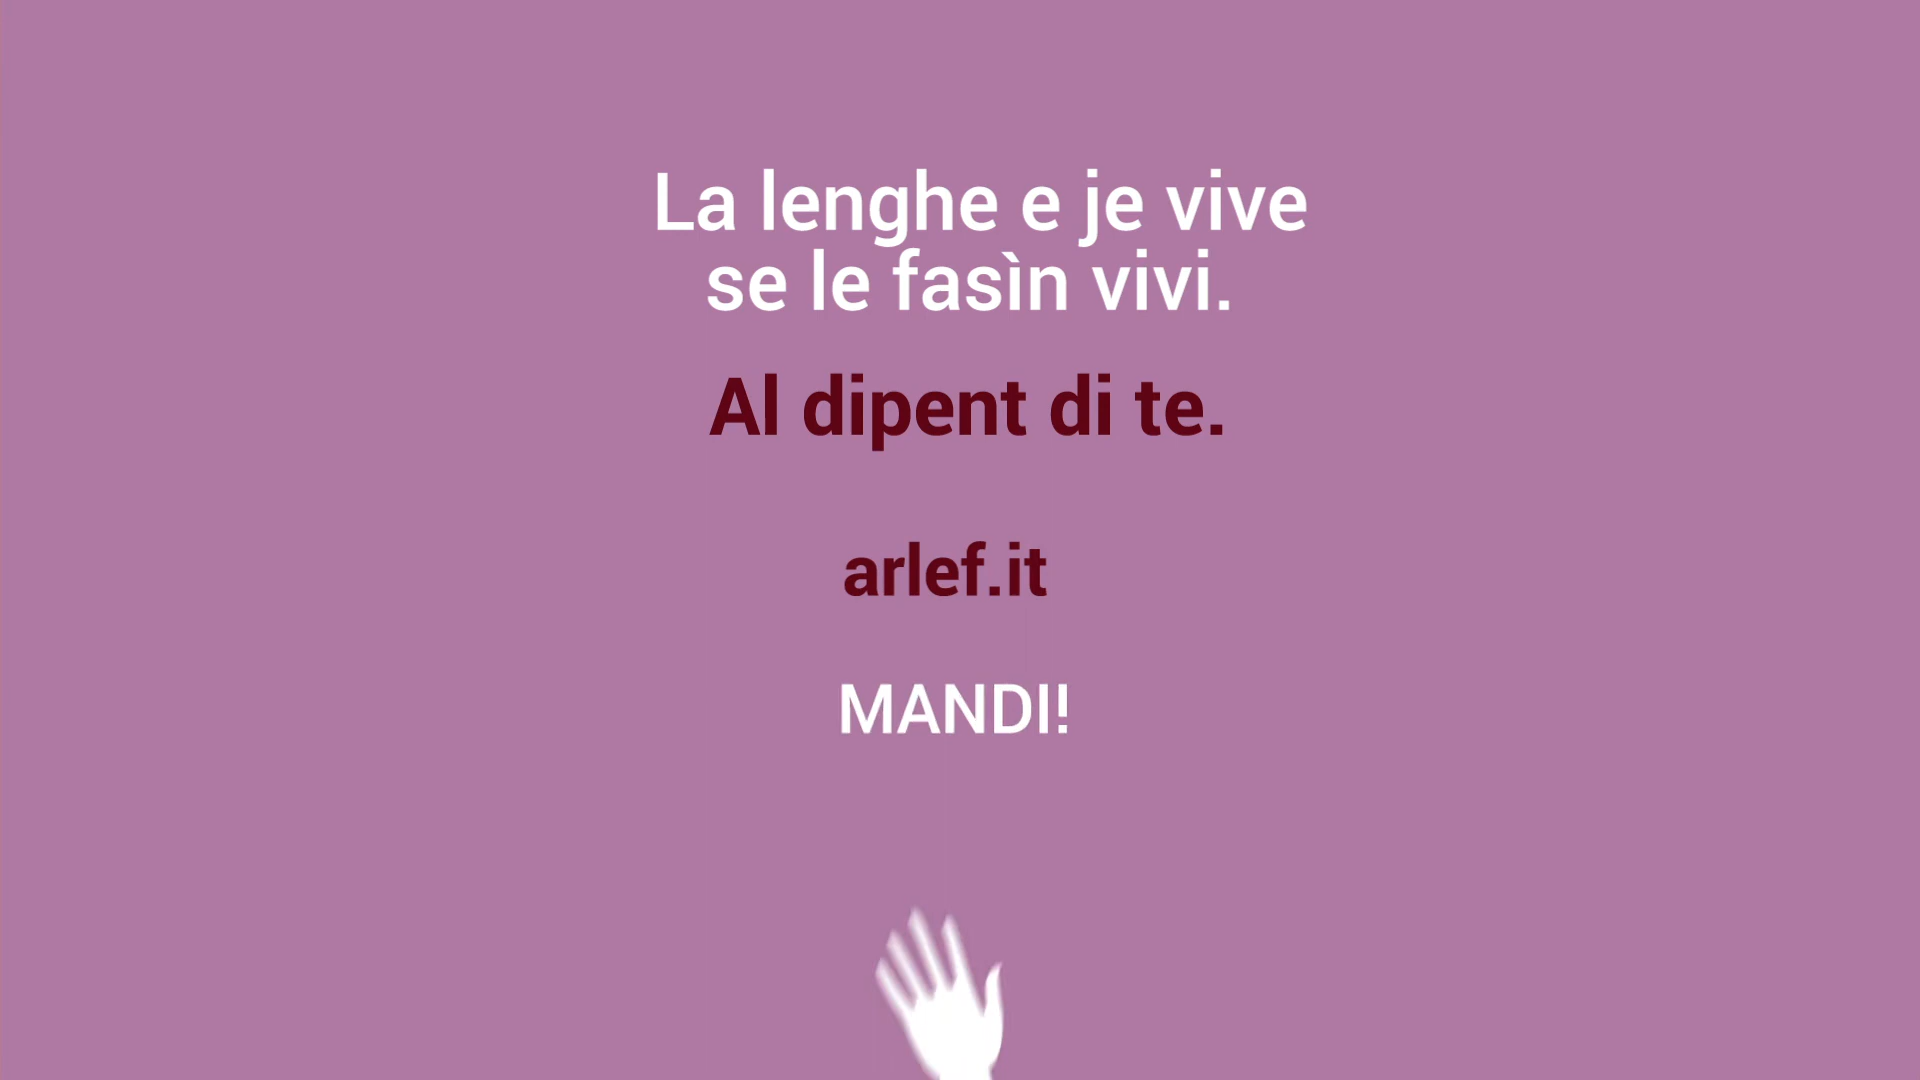 La lenghe e je vive
se le fasìn vivi.
Al dipent di te.
arlef.it
MANDI!